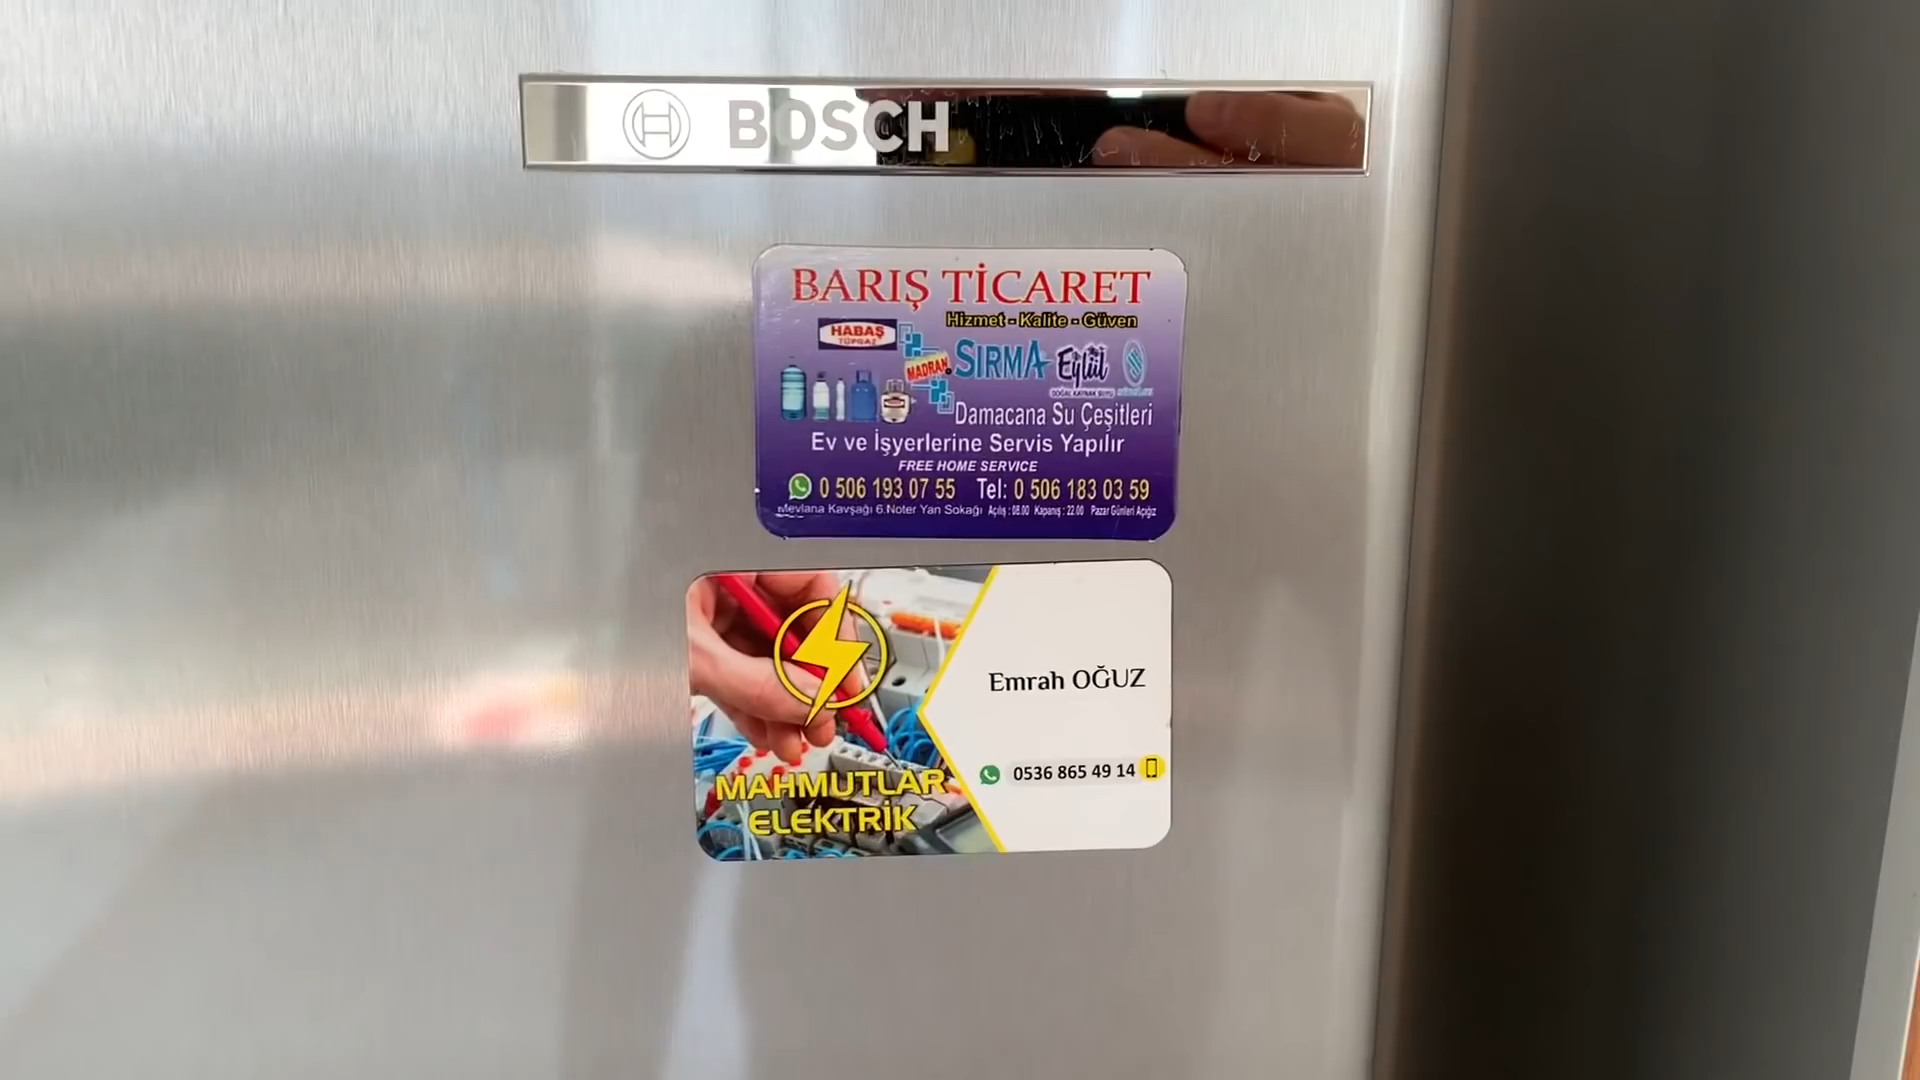 BOSCH
BARIŞ TİCARET
Hizmet - Kalite - Güven
HABAŞ
TÜPGAZ
MADRAN
SIRMA
Eylül
DOĞAL KAYNAK SUYU
Damacana Su Çeşitleri
Ev ve İşyerlerine Servis Yapılır
FREE HOME SERVICE
0 506 193 07 55 Tel: 0 506 183 03 59
Mevlana Kavşağı 6.Noter Yan Sokağı Açılış : 08.00 Kapanış : 22.00 Pazar Günleri Açığız
Emrah OĞUZ
0536 865 49 14
MAHMUTLAR
ELEKTRİK